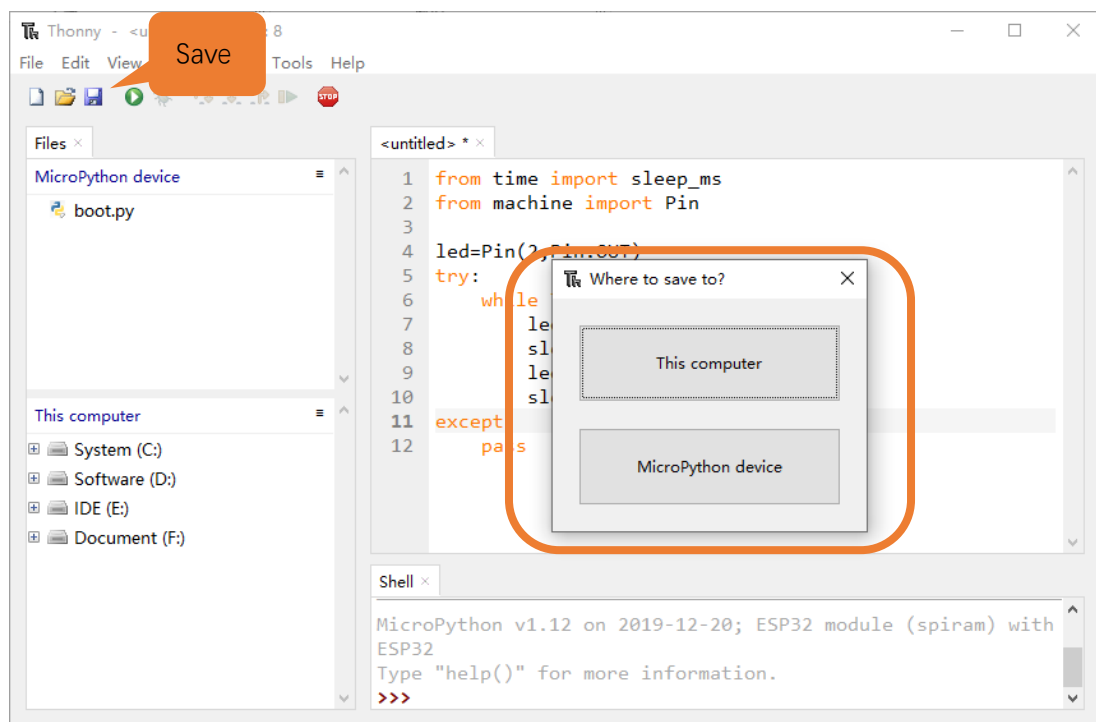 Thonny - <u : 8
Save
File Edit View Tools Help
STOP
Files
MicroPython device
boot.py
This computer
System (C:)
Software (D:)
IDE (E:)
Document (F:)
<untitled> *
1 from time import sleep_ms
2 from machine import Pin
3
4 led=Pin(2,Pin.OUT)
5 try:
6 while
7 le
8 sl
9 le
10 sl
11 except
12 pass
Where to save to?
This computer
MicroPython device
Shell
MicroPython v1.12 on 2019-12-20; ESP32 module (spiram) with
ESP32
Type "help()" for more information.
>>>